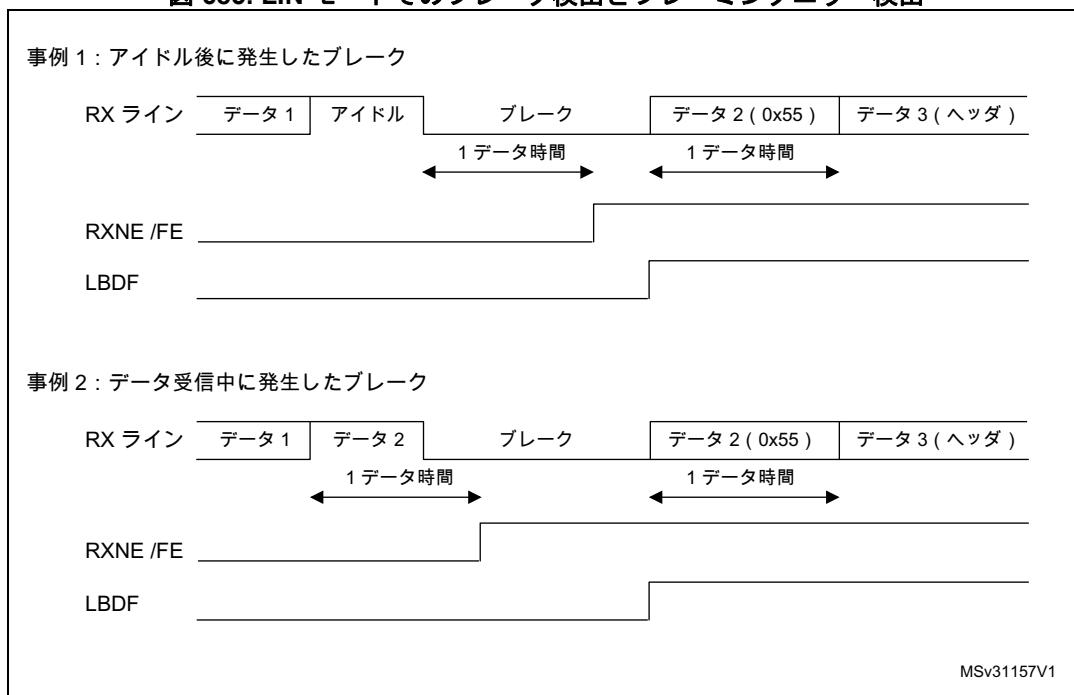 事例 1：アイドル後に発生したブレーク
RX ライン データ 1 アイドル ブレーク データ 2 ( 0x55 ) データ 3 ( ヘッダ )
1 データ時間 1 データ時間
RXNE /FE
LBDF
事例 2：データ受信中に発生したブレーク
RX ライン データ 1 データ 2 ブレーク データ 2 ( 0x55 ) データ 3 ( ヘッダ )
1 データ時間 1 データ時間
RXNE /FE
LBDF
MSv31157V1